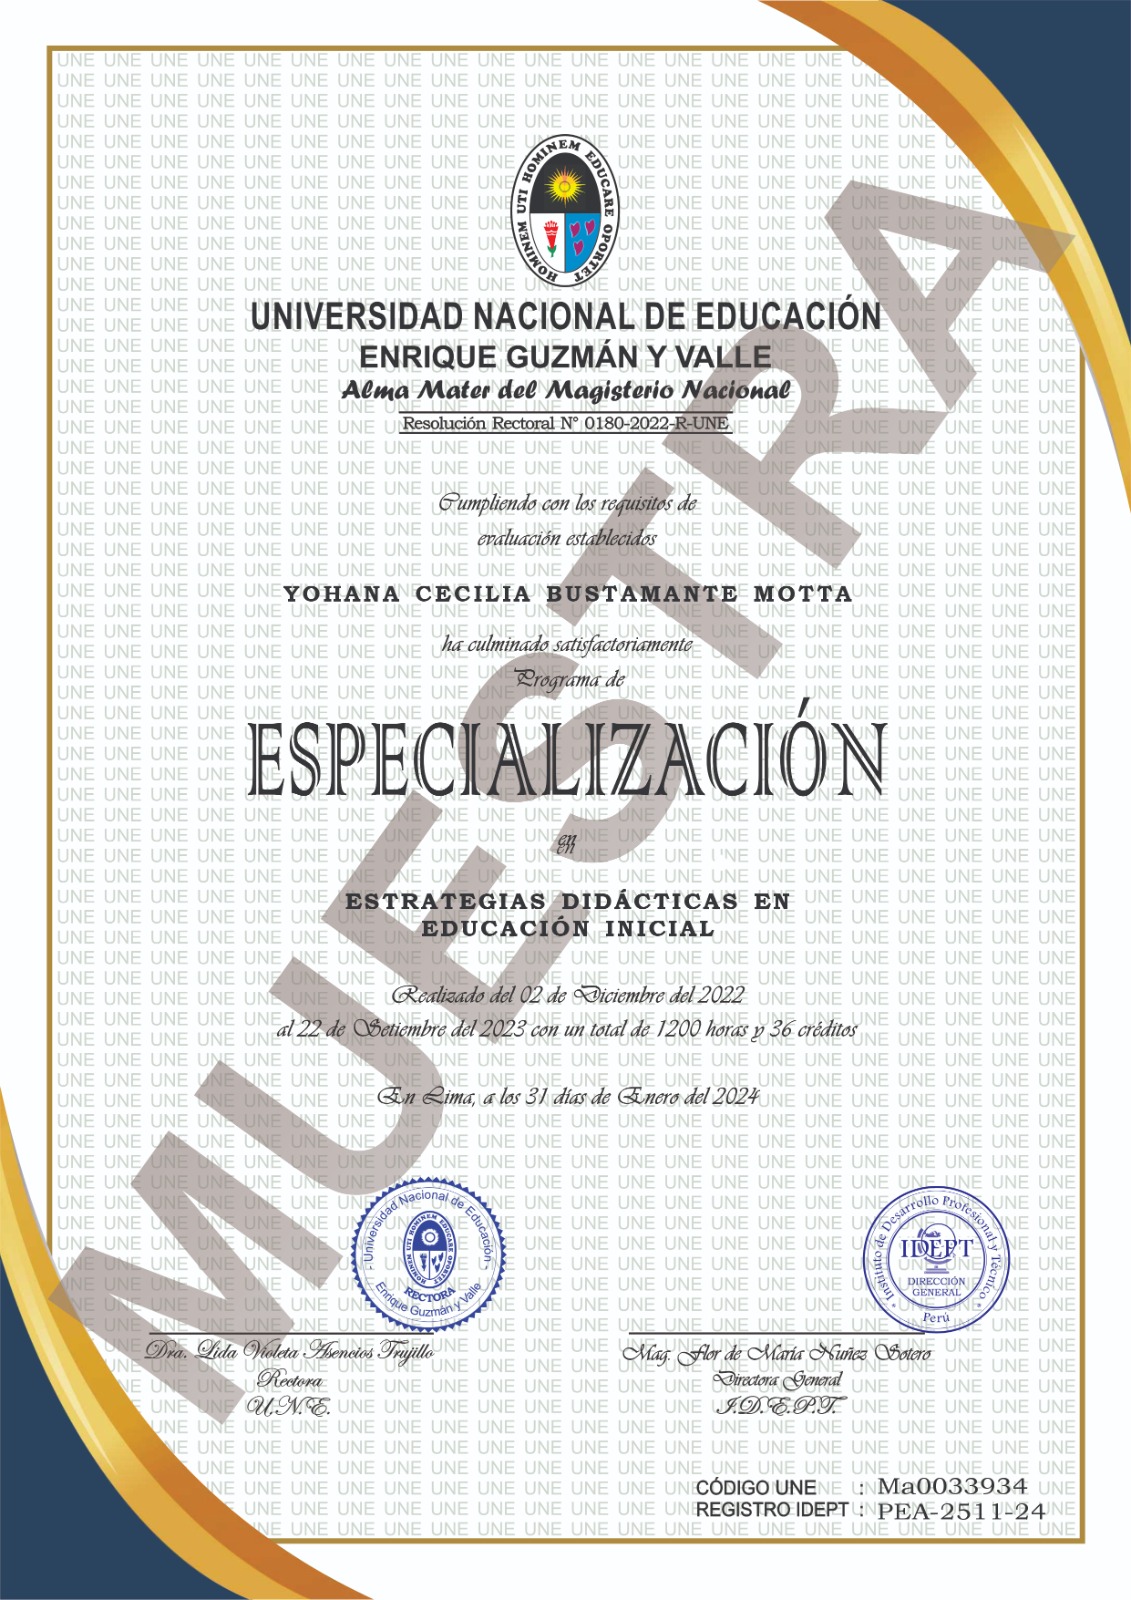 HOMINEM UTI HOMINEM EDUCARE OPORTET
UNIVERSIDAD NACIONAL DE EDUCACIÓN
ENRIQUE GUZMÁN Y VALLE
Alma Mater del Magisterio Nacional
Resolución Rectoral N° 0180-2022-R-UNE
Cumpliendo con los requisitos de
evaluación establecidos
YOHANA CECILIA BUSTAMANTE MOTTA
ha culminado satisfactoriamente
Programa de
ESPECIALIZACIÓN
en
ESTRATEGIAS DIDÁCTICAS EN
EDUCACIÓN INICIAL
Realizado del 02 de Diciembre del 2022
al 22 de Setiembre del 2023 con un total de 1200 horas y 36 créditos
En Lima, a los 31 días de Enero del 2024
MUESTRA
- Universidad Nacional de Educación -
HOMINEM UTI HOMINEM EDUCARE OPORTET
RECTORA
Enrique Guzmán y Valle
Dra. Lida Violeta Asencios Trujillo
Rectora
U.N.E.
Instituto de Desarrollo Profesional y Técnico
IDEPT
DIRECCIÓN
GENERAL
* Perú *
Mag. Flor de María Nuñez Sotero
Directora General
I.D.E.P.T.
CÓDIGO UNE : Ma0033934
REGISTRO IDEPT : PEA-2511-24